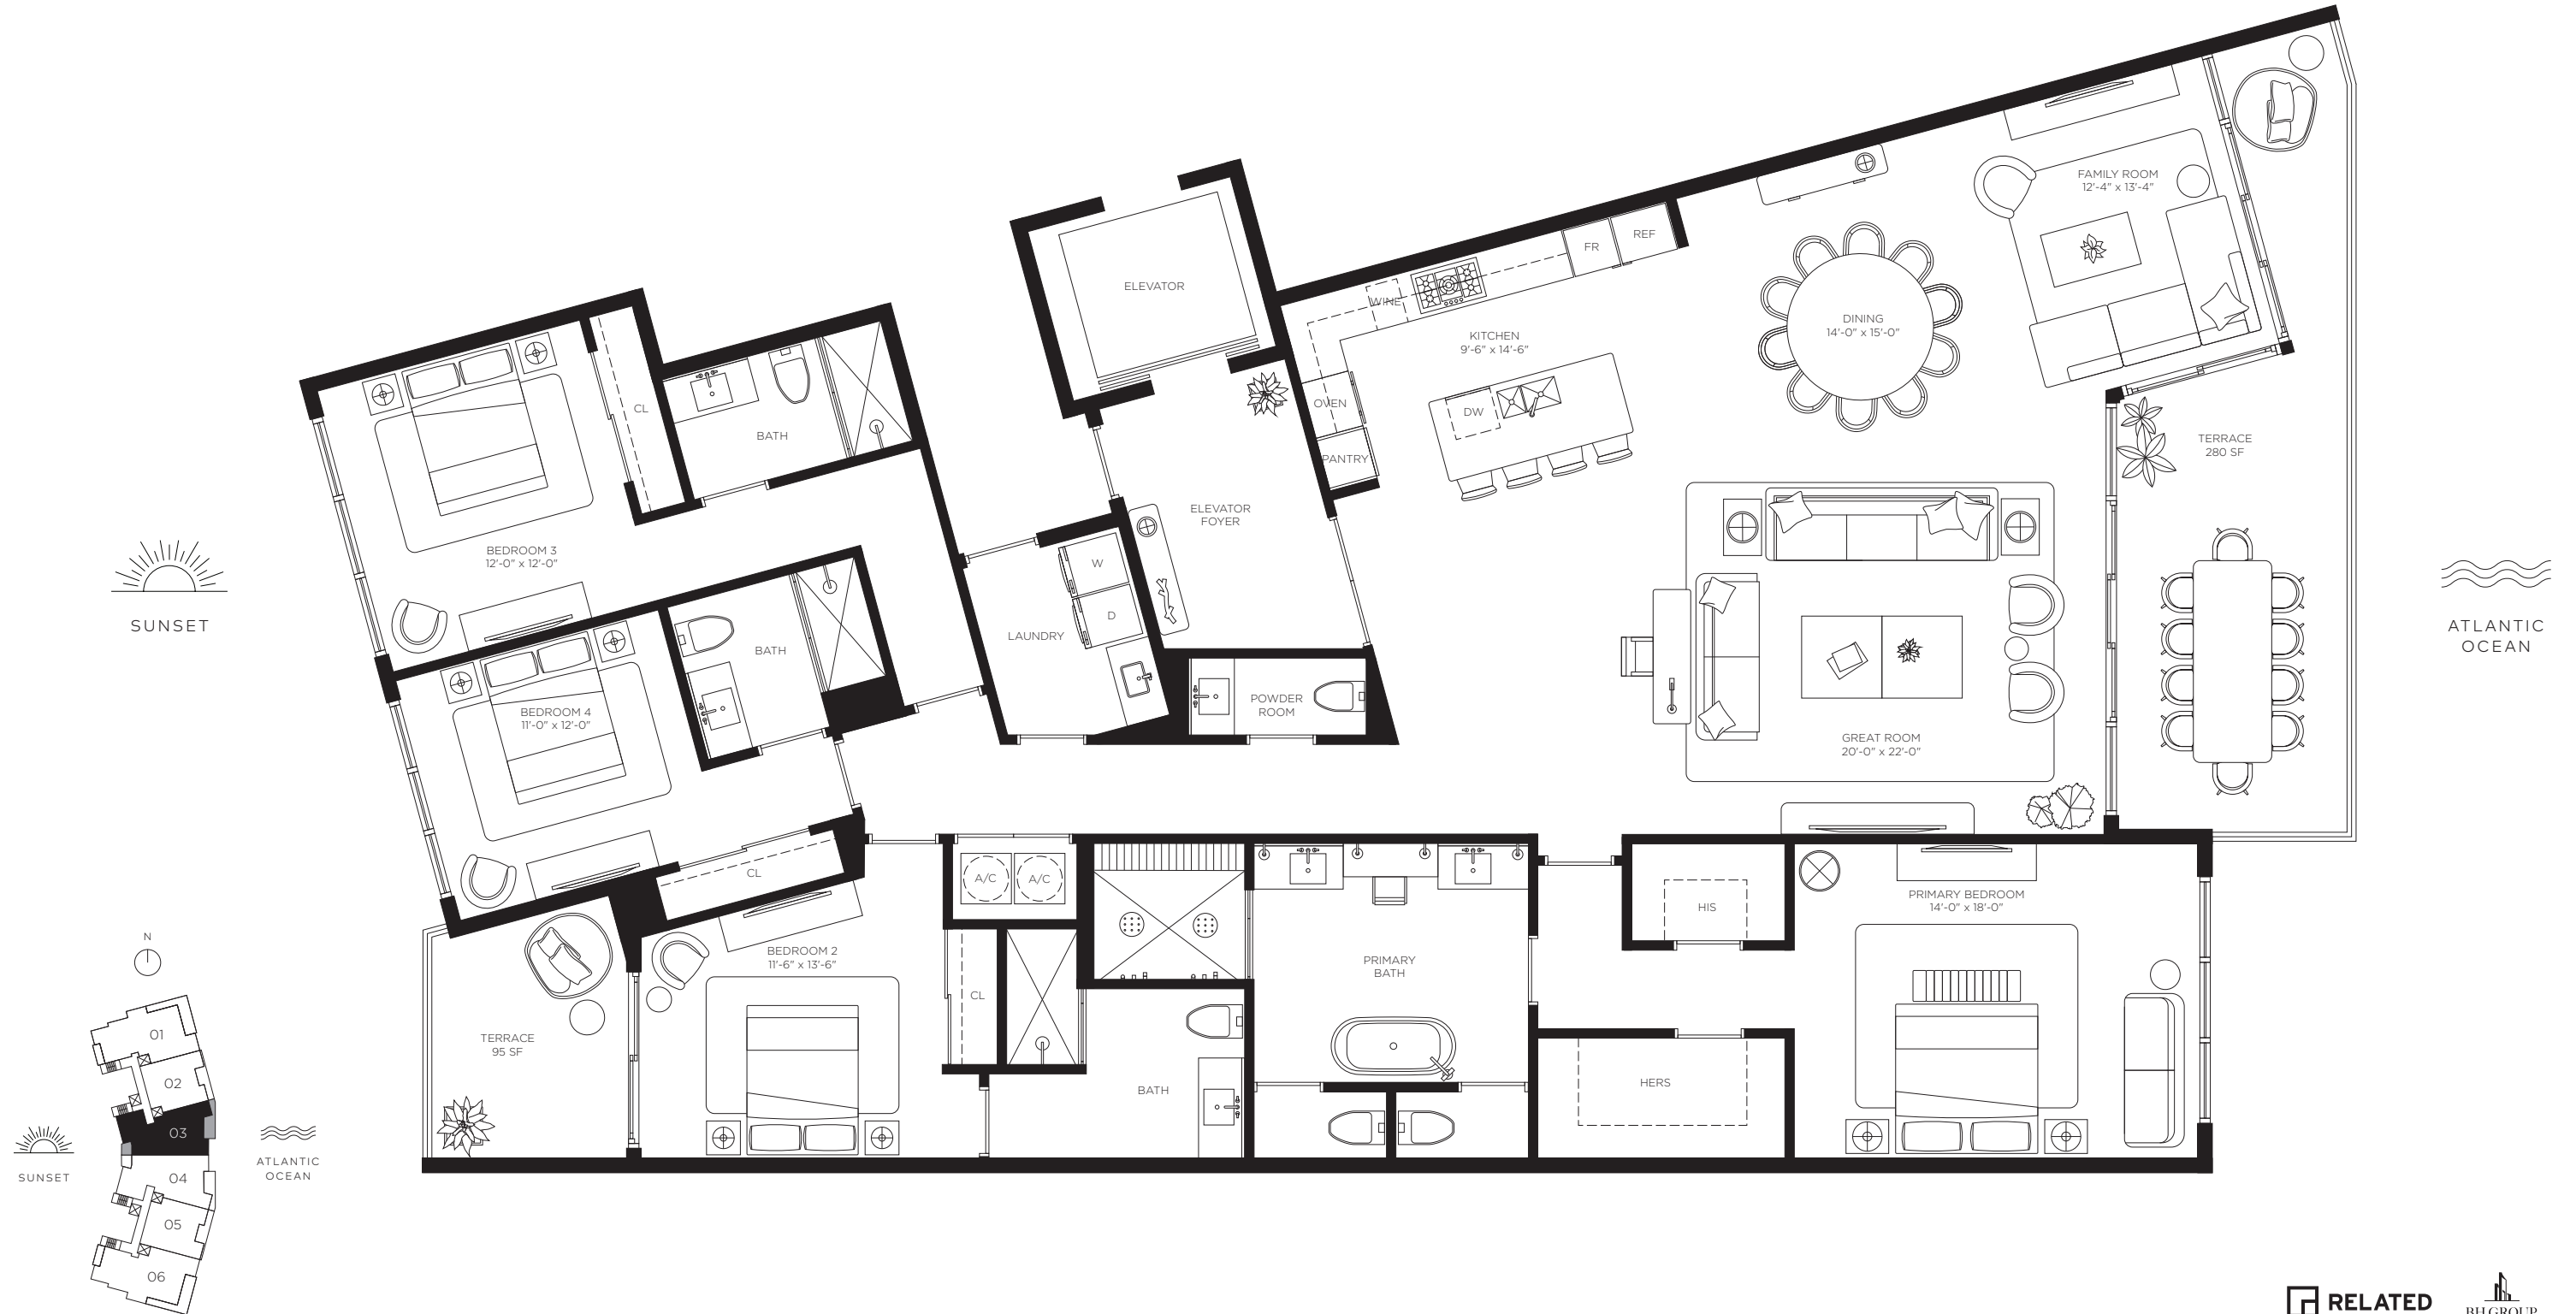 FAMILY ROOM
12'-4" x 13'-4"
FR
REF
ELEVATOR
WINE
DINING
14'-0" x 15'-0"
KITCHEN
9'-6" x 14'-6"
CL
OVEN
DW
BATH
PANTRY
TERRACE
280 SF
ELEVATOR
FOYER
BEDROOM 3
12'-0" x 12'-0"
W
D
SUNSET
LAUNDRY
ATLANTIC
OCEAN
BATH
POWDER
ROOM
BEDROOM 4
11'-0" x 12'-0"
GREAT ROOM
20'-0" x 22'-0"
CL
A/C
A/C
PRIMARY BEDROOM
14'-0" x 18'-0"
HIS
BEDROOM 2
11'-6" x 13'-6"
PRIMARY
BATH
CL
TERRACE
95 SF
HERS
BATH
N
01
02
03
04
05
06
SUNSET
ATLANTIC
OCEAN
RELATED
BH GROUP